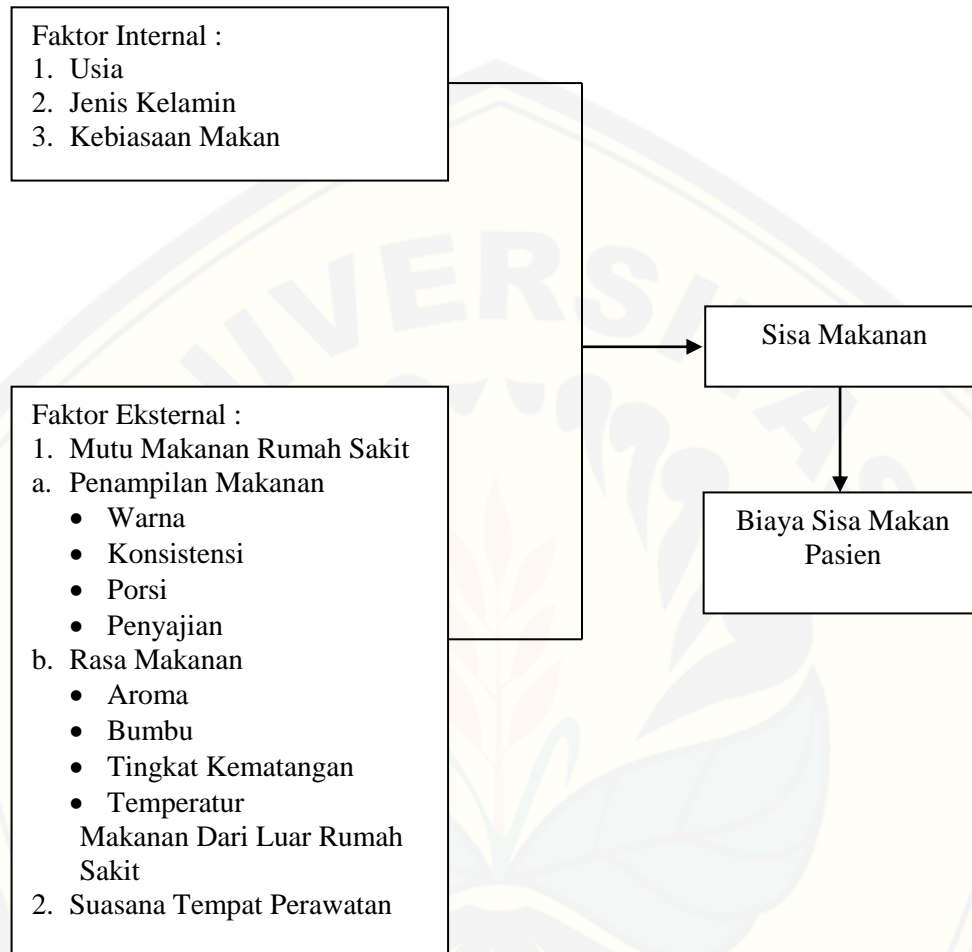 Faktor Internal :
1. Usia
2. Jenis Kelamin
3. Kebiasaan Makan
Sisa Makanan
Faktor Eksternal :
1. Mutu Makanan Rumah Sakit
a. Penampilan Makanan
• Warna
• Konsistensi
• Porsi
• Penyajian
b. Rasa Makanan
• Aroma
• Bumbu
• Tingkat Kematangan
• Temperatur
Makanan Dari Luar Rumah
Sakit
2. Suasana Tempat Perawatan
Biaya Sisa Makan
Pasien
UNIVERSITAS